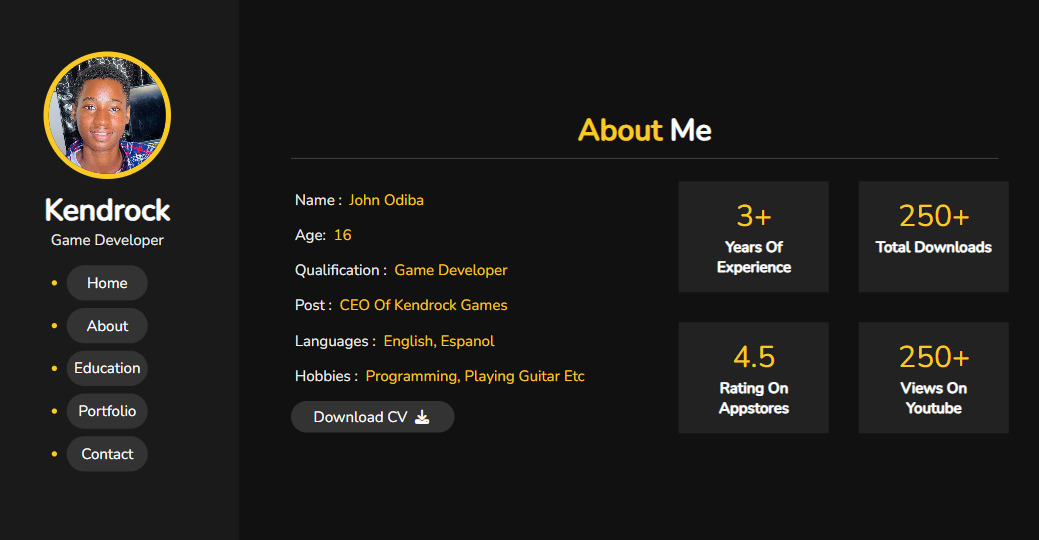 Kendrock
Game Developer
Home
About
Education
Portfolio
Contact
About Me
Name : John Odiba
Age: 16
Qualification : Game Developer
Post : CEO Of Kendrock Games
Languages : English, Espanol
Hobbies : Programming, Playing Guitar Etc
Download CV
3+
Years Of
Experience
250+
Total Downloads
4.5
Rating On
Appstores
250+
Views On
Youtube